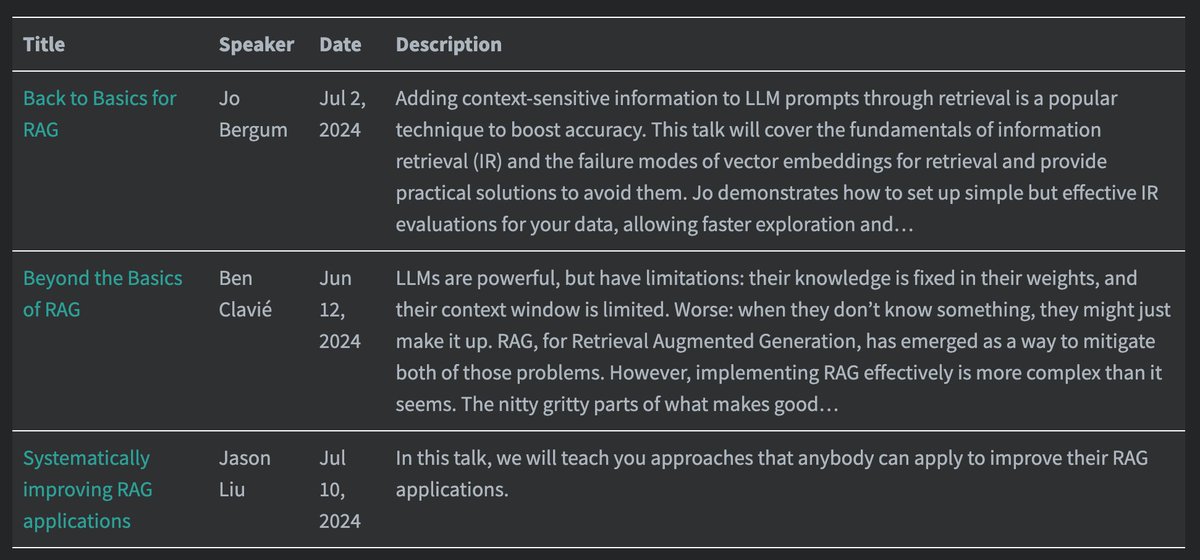 Title Speaker Date Description
Back to Basics for RAG
Jo Bergum
Jul 2, 2024
Adding context-sensitive information to LLM prompts through retrieval is a popular
technique to boost accuracy. This talk will cover the fundamentals of information
retrieval (IR) and the failure modes of vector embeddings for retrieval and provide
practical solutions to avoid them. Jo demonstrates how to set up simple but effective IR
evaluations for your data, allowing faster exploration and…
Beyond the Basics
of RAG
Ben
Clavié
Jun
12,
2024
LLMs are powerful, but have limitations: their knowledge is fixed in their weights, and
their context window is limited. Worse: when they don’t know something, they might just
make it up. RAG, for Retrieval Augmented Generation, has emerged as a way to mitigate
both of those problems. However, implementing RAG effectively is more complex than it
seems. The nitty gritty parts of what makes good…
Systematically
improving RAG
applications
Jason
Liu
Jul
10,
2024
In this talk, we will teach you approaches that anybody can apply to improve their RAG
applications.